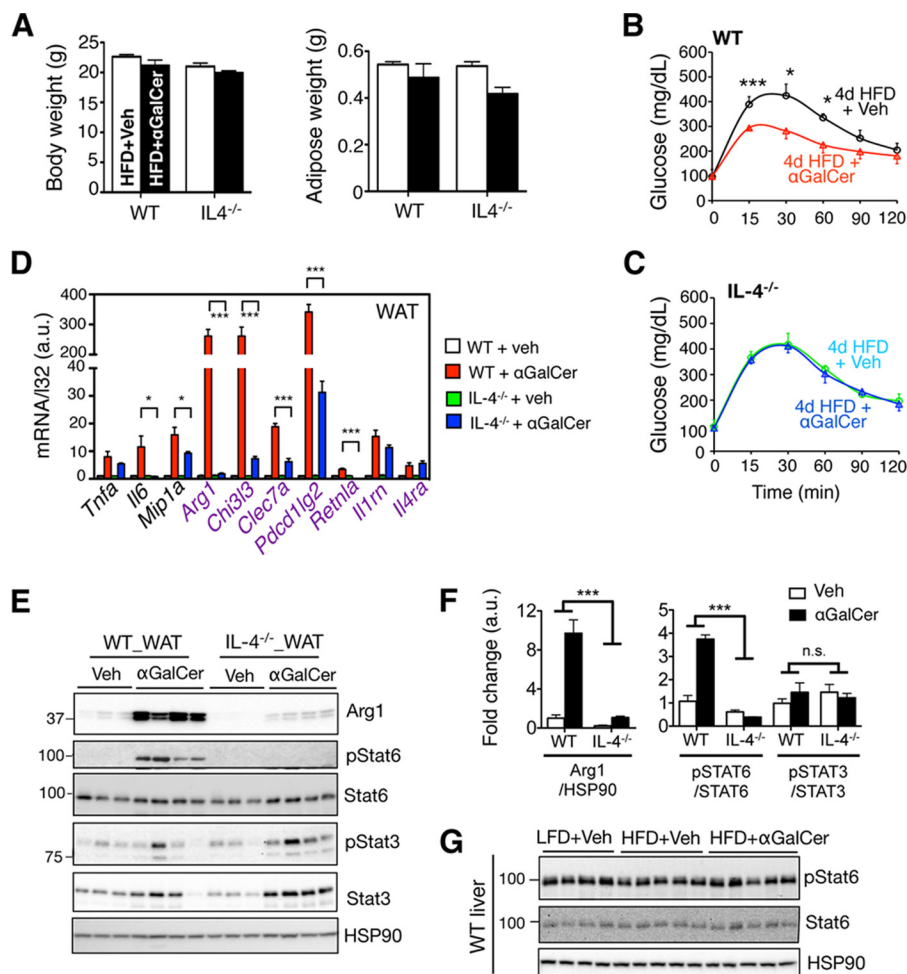 A
Body weight (g)
25
20
15
10
5
0
HFD+Veh
HFD+αGalCer
WT
IL4-/-
Adipose weight (g)
0.6
0.4
0.2
0
WT
IL4-/-
B
WT
Glucose (mg/dL)
600
500
400
300
200
100
***
*
*
4d HFD
+ Veh
4d HFD +
αGalCer
0 15 30 60 90 120
C
IL-4-/-
Glucose (mg/dL)
600
500
400
300
200
100
4d HFD
+ Veh
4d HFD +
αGalCer
0 15 30 60 90 120
Time (min)
D
WAT
mRNA/l32 (a.u.)
400
300
200
100
40
20
10
0
* * *** *** *** *** ***
Tnfa
Il6
Mip1a
Arg1
Chi3l3
Clec7a
Pdcd1lg2
Retnla
Il1rn
Il4ra
WT + veh
WT + αGalCer
IL-4-/- + veh
IL-4-/- + αGalCer
E
WT_WAT IL-4-/-_WAT
Veh αGalCer Veh αGalCer
37 Arg1
100 pStat6
100 Stat6
pStat3
75
Stat3
HSP90
F
Fold change (a.u.)
12
9
6
3
0
***
WT IL-4-/-
Arg1
/HSP90
5
4
3
2
1
0
***
n.s.
Veh
αGalCer
WT IL-4-/- WT IL-4-/-
pSTAT6 pSTAT3
/STAT6 /STAT3
G
LFD+Veh HFD+Veh HFD+αGalCer
WT liver
100 pStat6
100 Stat6
HSP90